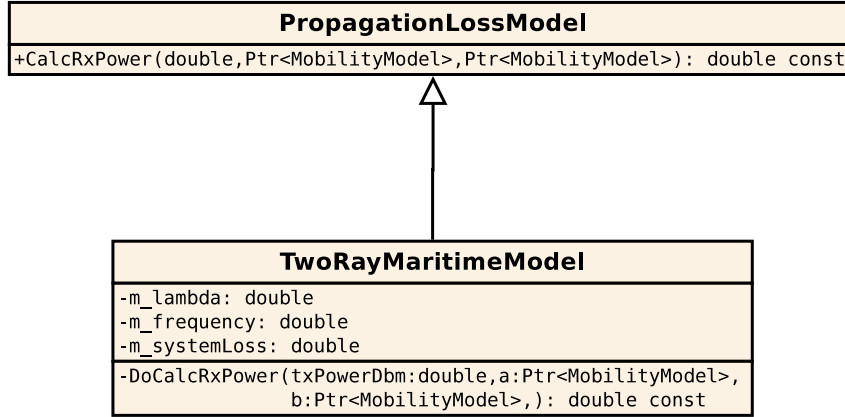 PropagationLossModel
+CalcRxPower(double,Ptr<MobilityModel>,Ptr<MobilityModel>): double const
TwoRayMaritimeModel
-m_lambda: double
-m_frequency: double
-m_systemLoss: double
-DoCalcRxPower(txPowerDbm:double,a:Ptr<MobilityModel>,
b:Ptr<MobilityModel>,): double const